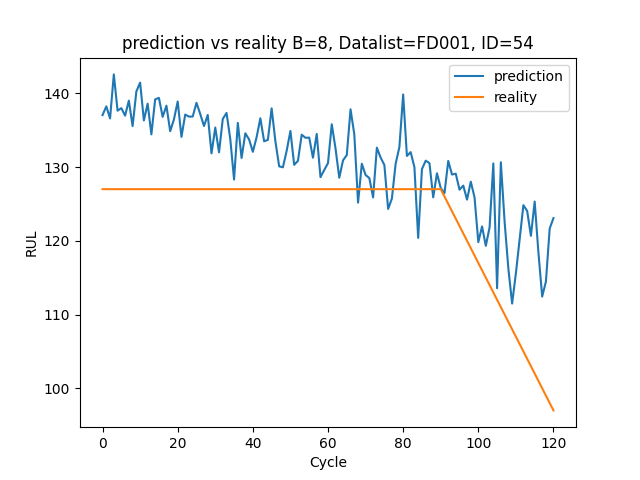 prediction vs reality B=8, Datalist=FD001, ID=54
prediction
reality
RUL
140
130
120
110
100
0 20 40 60 80 100 120
Cycle